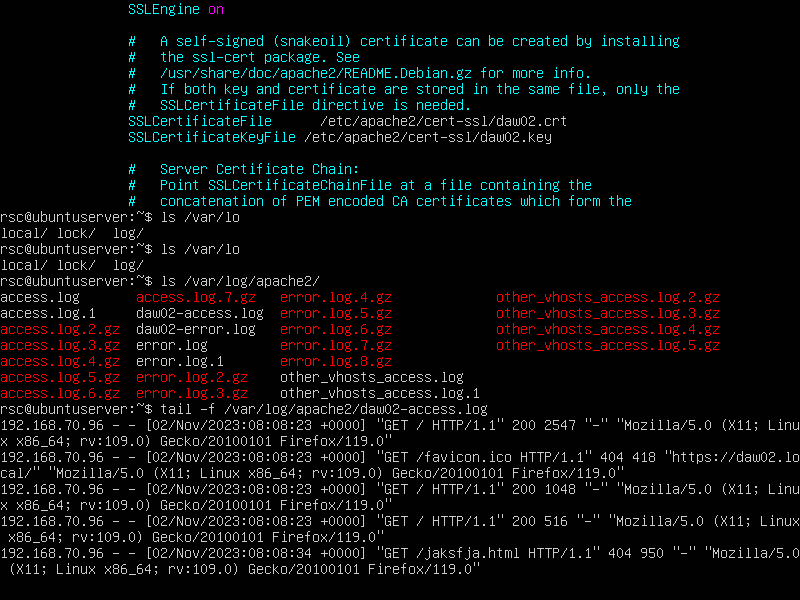 SSLEngine on
#   A self-signed (snakeoil) certificate can be created by installing
#   the ssl-cert package. See
#   /usr/share/doc/apache2/README.Debian.gz for more info.
#   If both key and certificate are stored in the same file, only the
#   SSLCertificateFile directive is needed.
SSLCertificateFile      /etc/apache2/cert-ssl/daw02.crt
SSLCertificateKeyFile /etc/apache2/cert-ssl/daw02.key
#   Server Certificate Chain:
#   Point SSLCertificateChainFile at a file containing the
#   concatenation of PEM encoded CA certificates which form the
rsc@ubuntuserver:~$ ls /var/lo
local/ lock/  log/
rsc@ubuntuserver:~$ ls /var/lo
local/ lock/  log/
rsc@ubuntuserver:~$ ls /var/log/apache2/
access.log       access.log.7.gz   error.log.4.gz             other_vhosts_access.log.2.gz
access.log.1     daw02-access.log  error.log.5.gz             other_vhosts_access.log.3.gz
access.log.2.gz  daw02-error.log   error.log.6.gz             other_vhosts_access.log.4.gz
access.log.3.gz  error.log         error.log.7.gz             other_vhosts_access.log.5.gz
access.log.4.gz  error.log.1       error.log.8.gz
access.log.5.gz  error.log.2.gz    other_vhosts_access.log
access.log.6.gz  error.log.3.gz    other_vhosts_access.log.1
rsc@ubuntuserver:~$ tail -f /var/log/apache2/daw02-access.log
192.168.70.96 - - [02/Nov/2023:08:08:23 +0000] "GET / HTTP/1.1" 200 2547 "-" "Mozilla/5.0 (X11; Linu
x x86_64; rv:109.0) Gecko/20100101 Firefox/119.0"
192.168.70.96 - - [02/Nov/2023:08:08:23 +0000] "GET /favicon.ico HTTP/1.1" 404 418 "https://daw02.lo
cal/" "Mozilla/5.0 (X11; Linux x86_64; rv:109.0) Gecko/20100101 Firefox/119.0"
192.168.70.96 - - [02/Nov/2023:08:08:23 +0000] "GET / HTTP/1.1" 200 1048 "-" "Mozilla/5.0 (X11; Linu
x x86_64; rv:109.0) Gecko/20100101 Firefox/119.0"
192.168.70.96 - - [02/Nov/2023:08:08:23 +0000] "GET / HTTP/1.1" 200 516 "-" "Mozilla/5.0 (X11; Linux
 x86_64; rv:109.0) Gecko/20100101 Firefox/119.0"
192.168.70.96 - - [02/Nov/2023:08:08:34 +0000] "GET /jaksfja.html HTTP/1.1" 404 950 "-" "Mozilla/5.0
 (X11; Linux x86_64; rv:109.0) Gecko/20100101 Firefox/119.0"